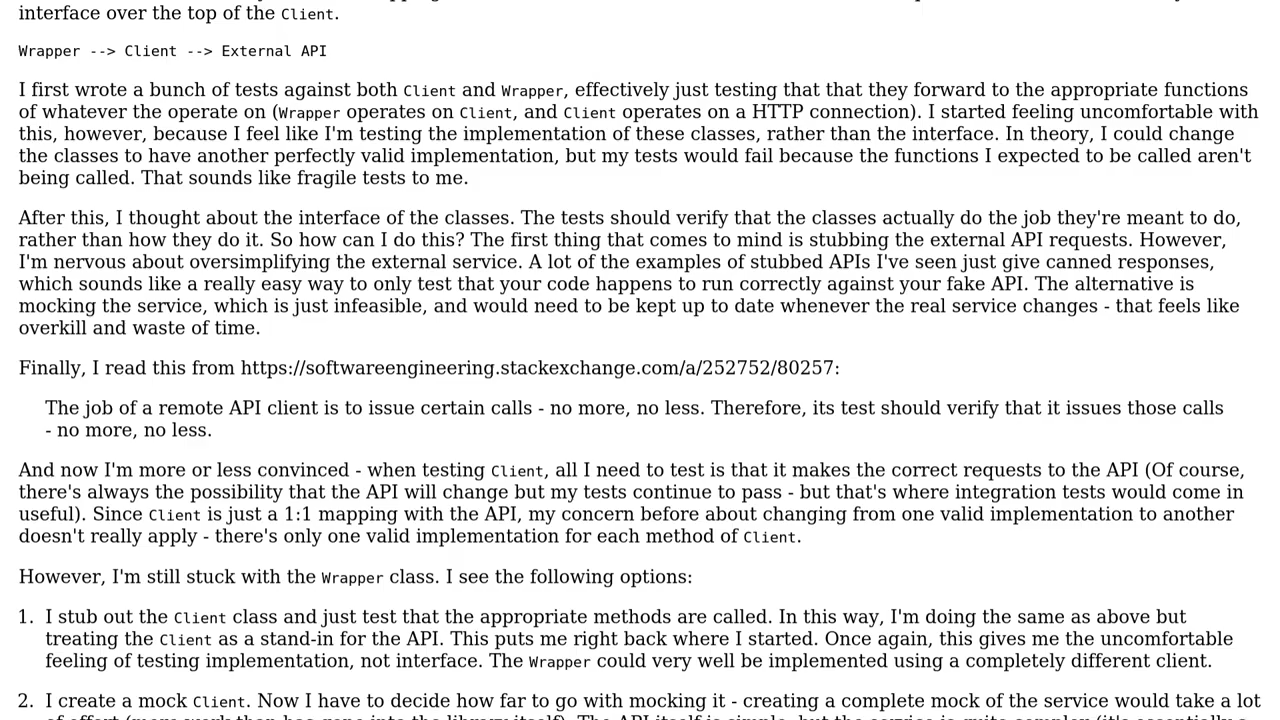 interface over the top of the Client.
Wrapper --> Client --> External API
I first wrote a bunch of tests against both Client and Wrapper, effectively just testing that that they forward to the appropriate functions
of whatever the operate on (Wrapper operates on Client, and Client operates on a HTTP connection). I started feeling uncomfortable with
this, however, because I feel like I'm testing the implementation of these classes, rather than the interface. In theory, I could change
the classes to have another perfectly valid implementation, but my tests would fail because the functions I expected to be called aren't
being called. That sounds like fragile tests to me.
After this, I thought about the interface of the classes. The tests should verify that the classes actually do the job they're meant to do,
rather than how they do it. So how can I do this? The first thing that comes to mind is stubbing the external API requests. However,
I'm nervous about oversimplifying the external service. A lot of the examples of stubbed APIs I've seen just give canned responses,
which sounds like a really easy way to only test that your code happens to run correctly against your fake API. The alternative is
mocking the service, which is just infeasible, and would need to be kept up to date whenever the real service changes - that feels like
overkill and waste of time.
Finally, I read this from https://softwareengineering.stackexchange.com/a/252752/80257:
The job of a remote API client is to issue certain calls - no more, no less. Therefore, its test should verify that it issues those calls
- no more, no less.
And now I'm more or less convinced - when testing Client, all I need to test is that it makes the correct requests to the API (Of course,
there's always the possibility that the API will change but my tests continue to pass - but that's where integration tests would come in
useful). Since Client is just a 1:1 mapping with the API, my concern before about changing from one valid implementation to another
doesn't really apply - there's only one valid implementation for each method of Client.
However, I'm still stuck with the Wrapper class. I see the following options:
1. I stub out the Client class and just test that the appropriate methods are called. In this way, I'm doing the same as above but
treating the Client as a stand-in for the API. This puts me right back where I started. Once again, this gives me the uncomfortable
feeling of testing implementation, not interface. The Wrapper could very well be implemented using a completely different client.
2. I create a mock Client. Now I have to decide how far to go with mocking it - creating a complete mock of the service would take a lot